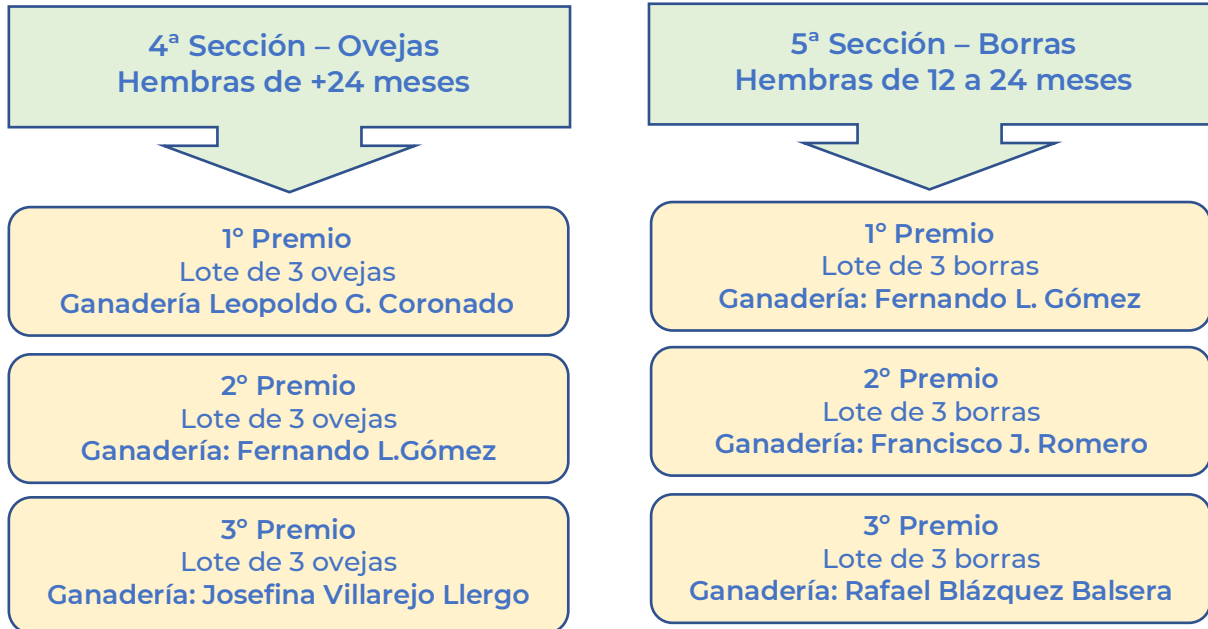 4ª Sección – Ovejas
Hembras de +24 meses
1º Premio
Lote de 3 ovejas
Ganadería Leopoldo G. Coronado
2º Premio
Lote de 3 ovejas
Ganadería: Fernando L.Gómez
3º Premio
Lote de 3 ovejas
Ganadería: Josefina Villarejo Llergo
5ª Sección – Borras
Hembras de 12 a 24 meses
1º Premio
Lote de 3 borras
Ganadería: Fernando L. Gómez
2º Premio
Lote de 3 borras
Ganadería: Francisco J. Romero
3º Premio
Lote de 3 borras
Ganadería: Rafael Blázquez Balsera